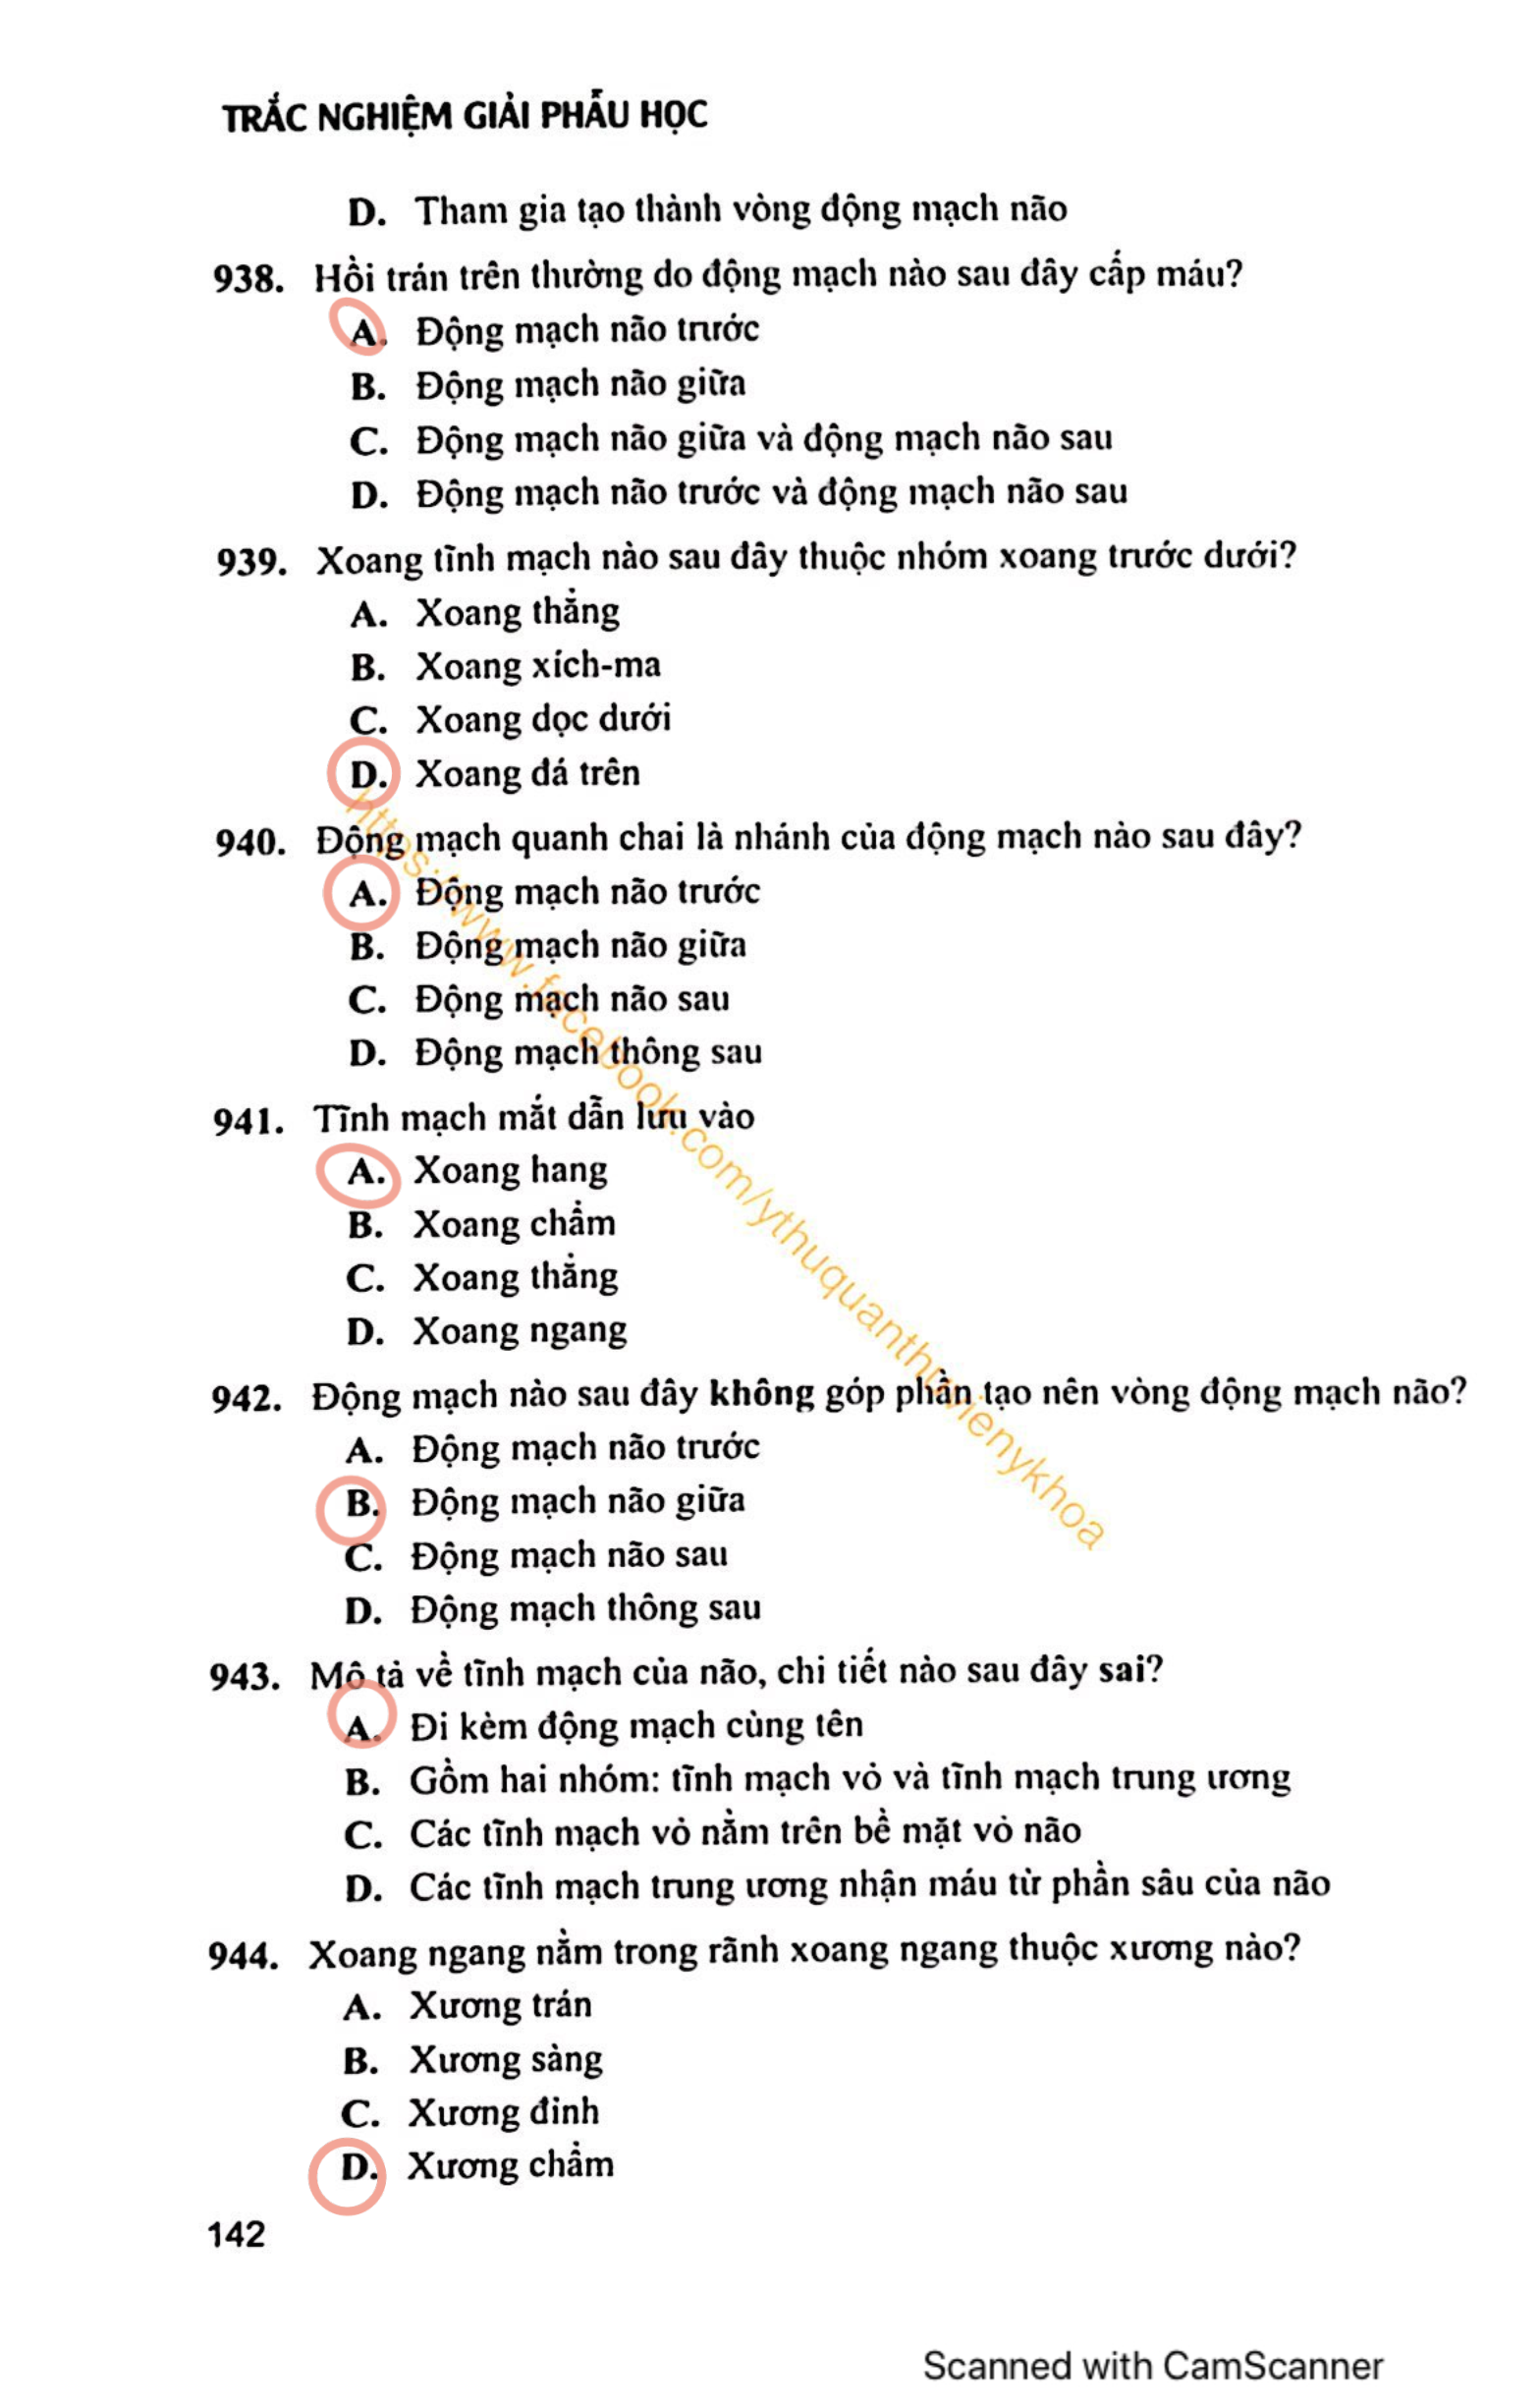 TRẮC NGHIỆM GIẢI PHẪU HỌC
D. Tham gia tạo thành vòng động mạch não
938. Hồi trán trên thường do động mạch nào sau đây cấp máu?
A. Động mạch não trước
B. Động mạch não giữa
C. Động mạch não giữa và động mạch não sau
D. Động mạch não trước và động mạch não sau
939. Xoang tĩnh mạch nào sau đây thuộc nhóm xoang trước dưới?
A. Xoang thẳng
B. Xoang xích-ma
C. Xoang dọc dưới
D. Xoang đá trên
940. Động mạch quanh chai là nhánh của động mạch nào sau đây?
A. Động mạch não trước
B. Động mạch não giữa
C. Động mạch não sau
D. Động mạch thông sau
941. Tĩnh mạch mắt dẫn lưu vào
A. Xoang hang
B. Xoang chẩm
C. Xoang thẳng
D. Xoang ngang
942. Động mạch nào sau đây không góp phần tạo nên vòng động mạch não?
A. Động mạch não trước
B. Động mạch não giữa
C. Động mạch não sau
D. Động mạch thông sau
943. Mô tả về tĩnh mạch của não, chi tiết nào sau đây sai?
A. Đi kèm động mạch cùng tên
B. Gồm hai nhóm: tĩnh mạch vỏ và tĩnh mạch trung ương
C. Các tĩnh mạch vỏ nằm trên bề mặt vỏ não
D. Các tĩnh mạch trung ương nhận máu từ phần sâu của não
944. Xoang ngang nằm trong rãnh xoang ngang thuộc xương nào?
A. Xương trán
B. Xương sàng
C. Xương đỉnh
D. Xương chẩm
142
https://www.facebook.com/ythuquanthuvienykhoa
Scanned with CamScanner